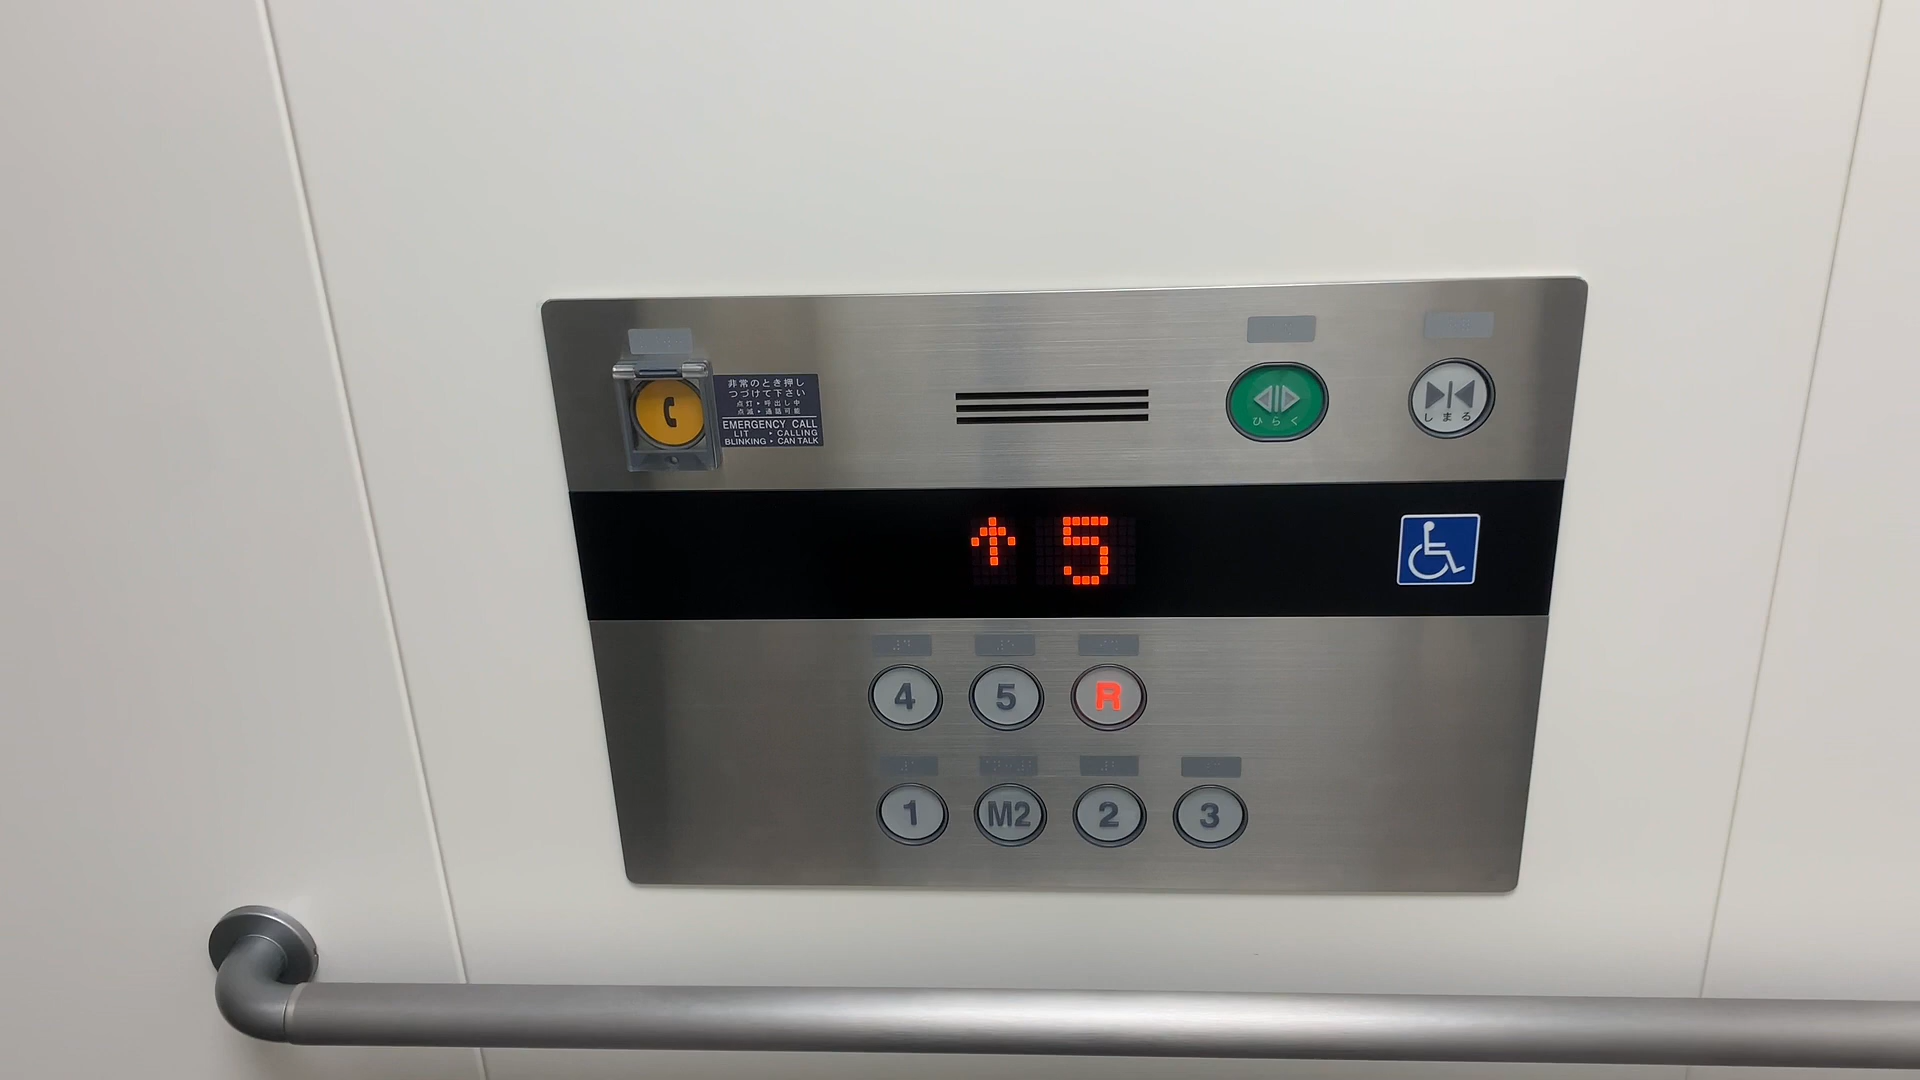 非常のとき押し
つづけて下さい
点灯・呼出し中
点滅・通話可能
EMERGENCY CALL
LIT ・CALLING
BLINKING・CAN TALK
ひらく
しまる
5
4 5 R
1 M2 2 3